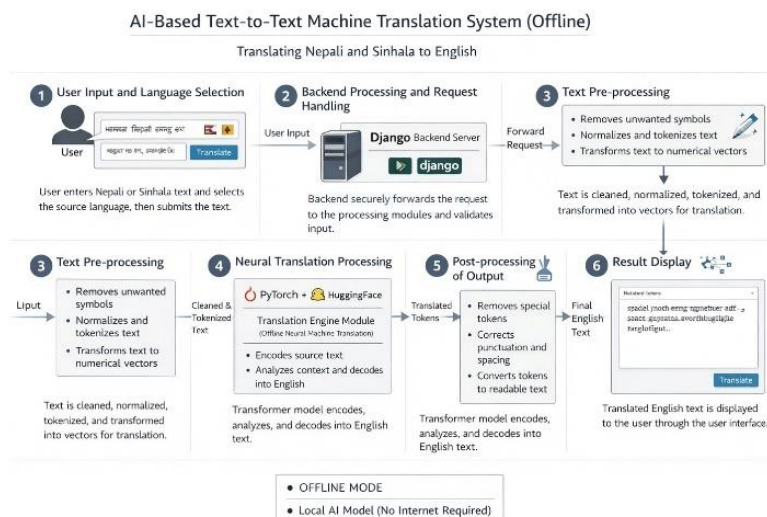 AI-Based Text-to-Text Machine Translation System (Offline)
Translating Nepali and Sinhala to English
1 User Input and Language Selection
User
Translate
User Input
User enters Nepali or Sinhala text and selects
the source language, then submits the text.
2 Backend Processing and Request
Handling
Django Backend Server
django
Forward
Request
Backend securely forwards the request
to the processing modules and validates
input.
3 Text Pre-processing
• Removes unwanted symbols
• Normalizes and tokenizes text
• Transforms text to numerical vectors
Text is cleaned, normalized, tokenized, and
transformed into vectors for translation.
Liput
3 Text Pre-processing
• Removes unwanted
symbols
• Normalizes and
tokenizes text
• Transforms text to
numerical vectors
Text is cleaned, normalized,
tokenized, and transformed
into vectors for translation.
Cleaned &
Tokenized
Text
4 Neural Translation Processing
PyTorch + HuggingFace
Translation Engine Module
(Offline Neural Machine Translation)
• Encodes source text
• Analyzes context and decodes
into English
Transformer model encodes,
analyzes, and decodes into English
text.
Translated
Tokens
5 Post-processing
of Output
• Removes special
tokens
• Corrects
punctuation and
spacing
• Converts tokens
to readable text
Transformer model encodes,
analyzes, and decodes into
English text.
Final
English
Text
6 Result Display
Translate
Translated English text is displayed
to the user through the user interface.
• OFFLINE MODE
• Local AI Model (No Internet Required)